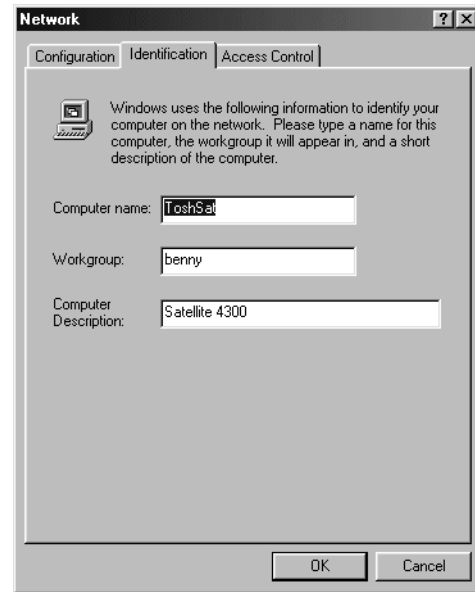 Network
Configuration Identification Access Control
Windows uses the following information to identify your
computer on the network. Please type a name for this
computer, the workgroup it will appear in, and a short
description of the computer.
Computer name: ToshSat
Workgroup: benny
Computer
Description: Satellite 4300
OK Cancel